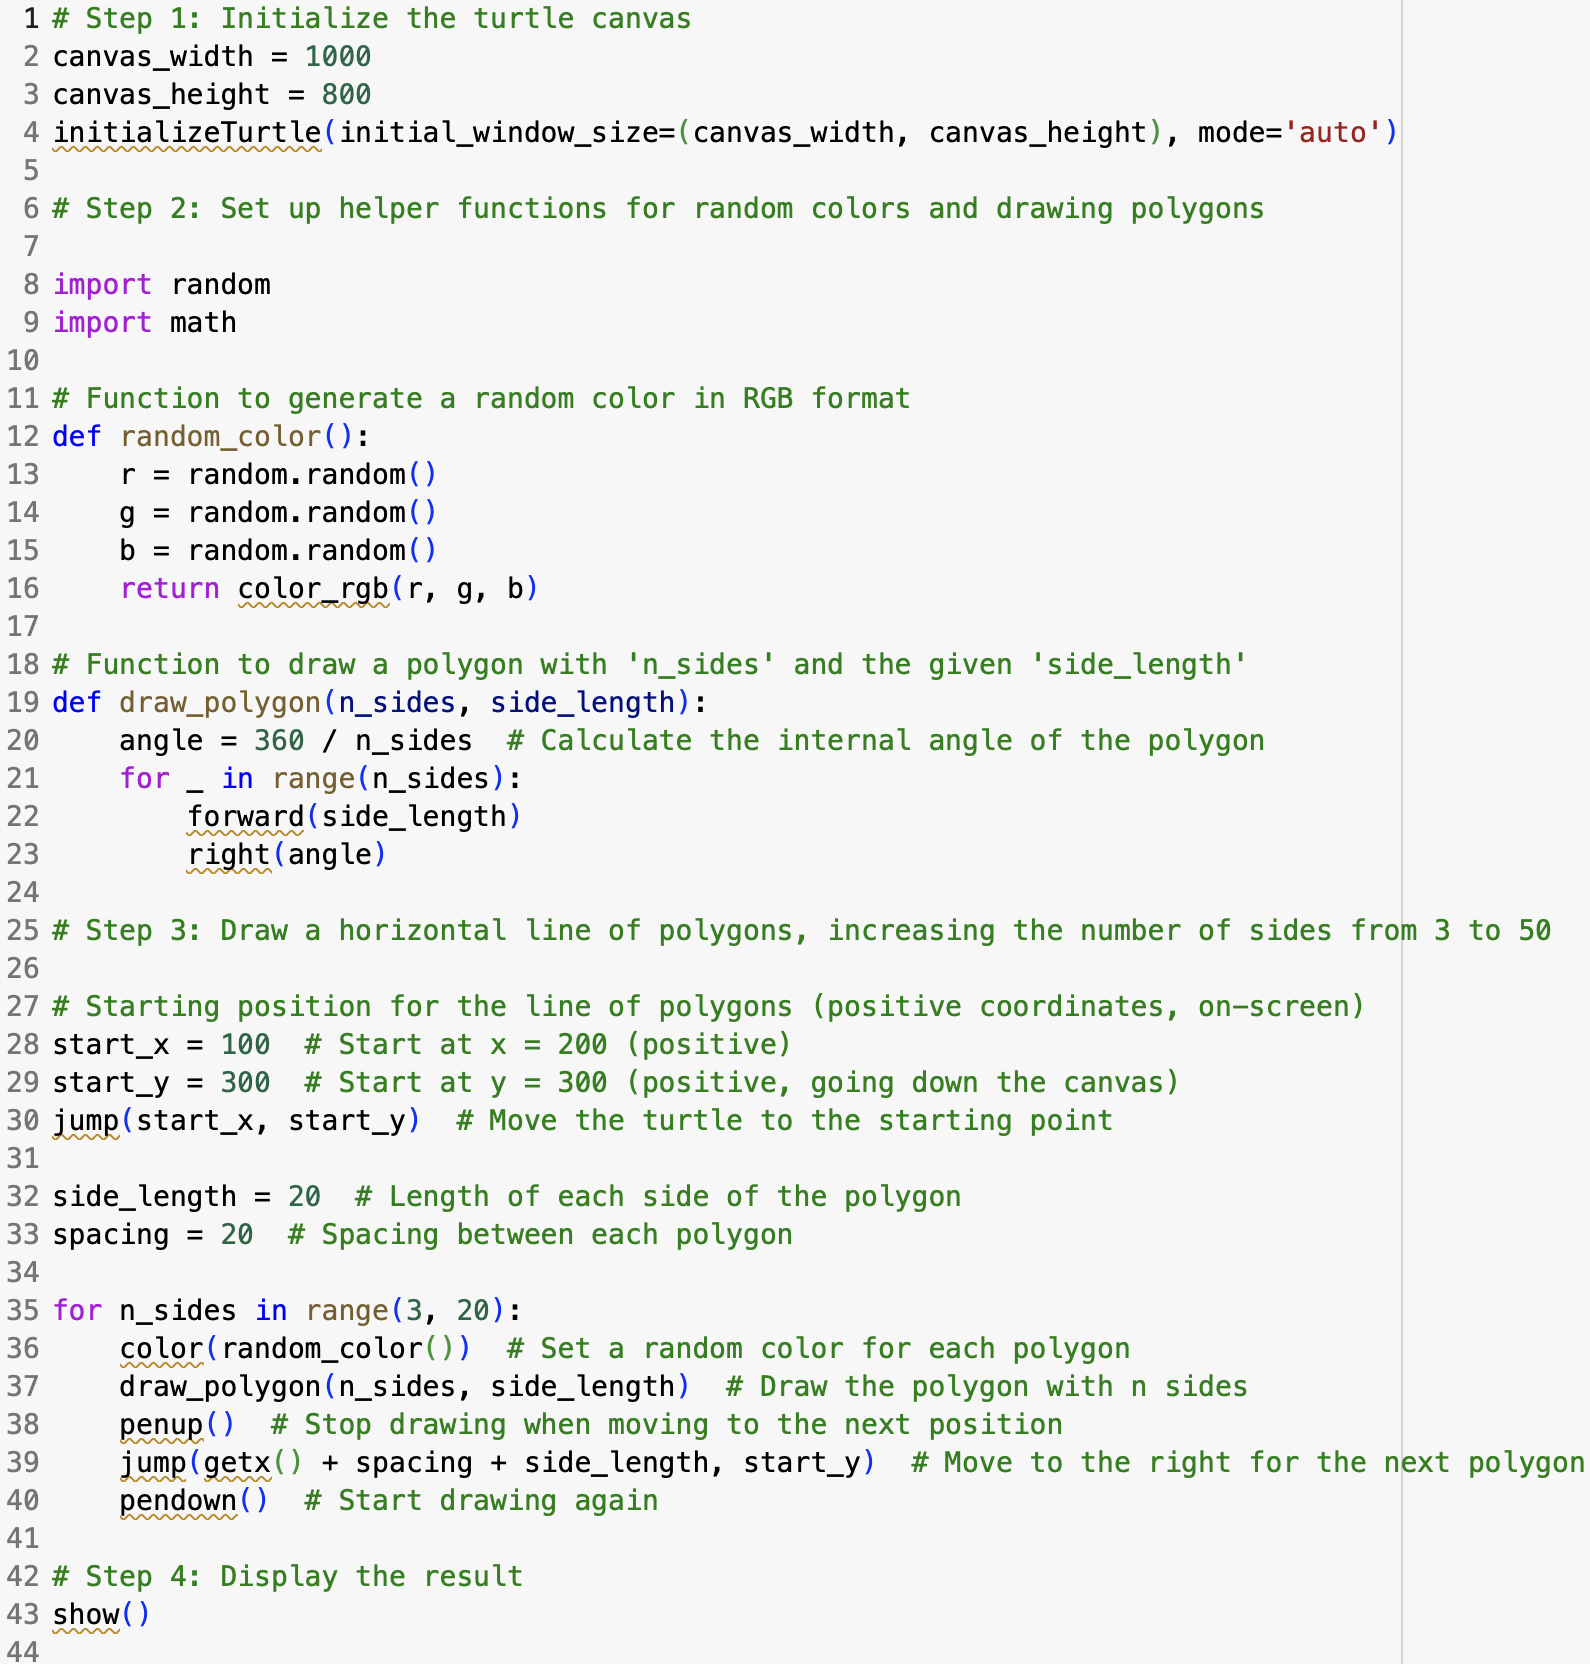 1 # Step 1: Initialize the turtle canvas
2 canvas_width = 1000
3 canvas_height = 800
4 initializeTurtle(initial_window_size=(canvas_width, canvas_height), mode='auto')
5
6 # Step 2: Set up helper functions for random colors and drawing polygons
7
8 import random
9 import math
10
11 # Function to generate a random color in RGB format
12 def random_color():
13     r = random.random()
14     g = random.random()
15     b = random.random()
16     return color_rgb(r, g, b)
17
18 # Function to draw a polygon with 'n_sides' and the given 'side_length'
19 def draw_polygon(n_sides, side_length):
20     angle = 360 / n_sides  # Calculate the internal angle of the polygon
21     for _ in range(n_sides):
22         forward(side_length)
23         right(angle)
24
25 # Step 3: Draw a horizontal line of polygons, increasing the number of sides from 3 to 50
26
27 # Starting position for the line of polygons (positive coordinates, on-screen)
28 start_x = 100  # Start at x = 200 (positive)
29 start_y = 300  # Start at y = 300 (positive, going down the canvas)
30 jump(start_x, start_y)  # Move the turtle to the starting point
31
32 side_length = 20  # Length of each side of the polygon
33 spacing = 20  # Spacing between each polygon
34
35 for n_sides in range(3, 20):
36     color(random_color())  # Set a random color for each polygon
37     draw_polygon(n_sides, side_length)  # Draw the polygon with n sides
38     penup()  # Stop drawing when moving to the next position
39     jump(getx() + spacing + side_length, start_y)  # Move to the right for the next polygon
40     pendown()  # Start drawing again
41
42 # Step 4: Display the result
43 show()
44